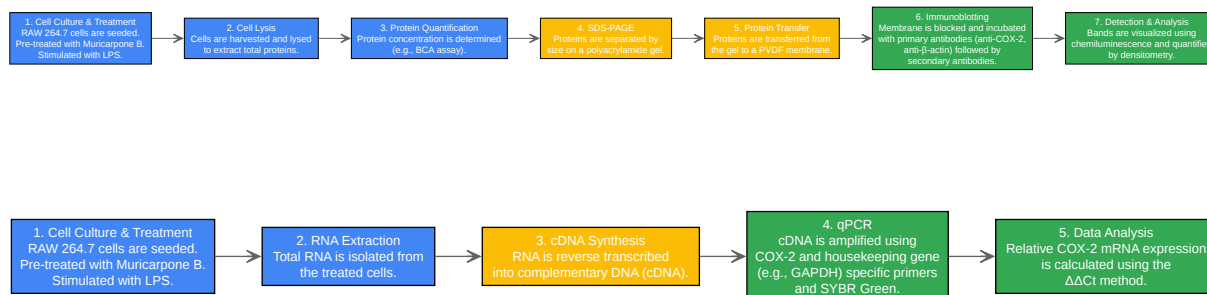 1. Cell Culture & Treatment
RAW 264.7 cells are seeded.
Pre-treated with Muricarpone B.
Stimulated with LPS.
2. Cell Lysis
Cells are harvested and lysed
to extract total proteins.
3. Protein Quantification
Protein concentration is determined
(e.g., BCA assay).
4. SDS-PAGE
Proteins are separated by
size on a polyacrylamide gel.
5. Protein Transfer
Proteins are transferred from
the gel to a PVDF membrane.
6. Immunoblotting
Membrane is blocked and incubated
with primary antibodies (anti-COX-2,
anti-β-actin) followed by
secondary antibodies.
7. Detection & Analysis
Bands are visualized using
chemiluminescence and quantified
by densitometry.
1. Cell Culture & Treatment
RAW 264.7 cells are seeded.
Pre-treated with Muricarpone B.
Stimulated with LPS.
2. RNA Extraction
Total RNA is isolated from
the treated cells.
3. cDNA Synthesis
RNA is reverse transcribed
into complementary DNA (cDNA).
4. qPCR
cDNA is amplified using
COX-2 and housekeeping gene
(e.g., GAPDH) specific primers
and SYBR Green.
5. Data Analysis
Relative COX-2 mRNA expression
is calculated using the
ΔΔCt method.